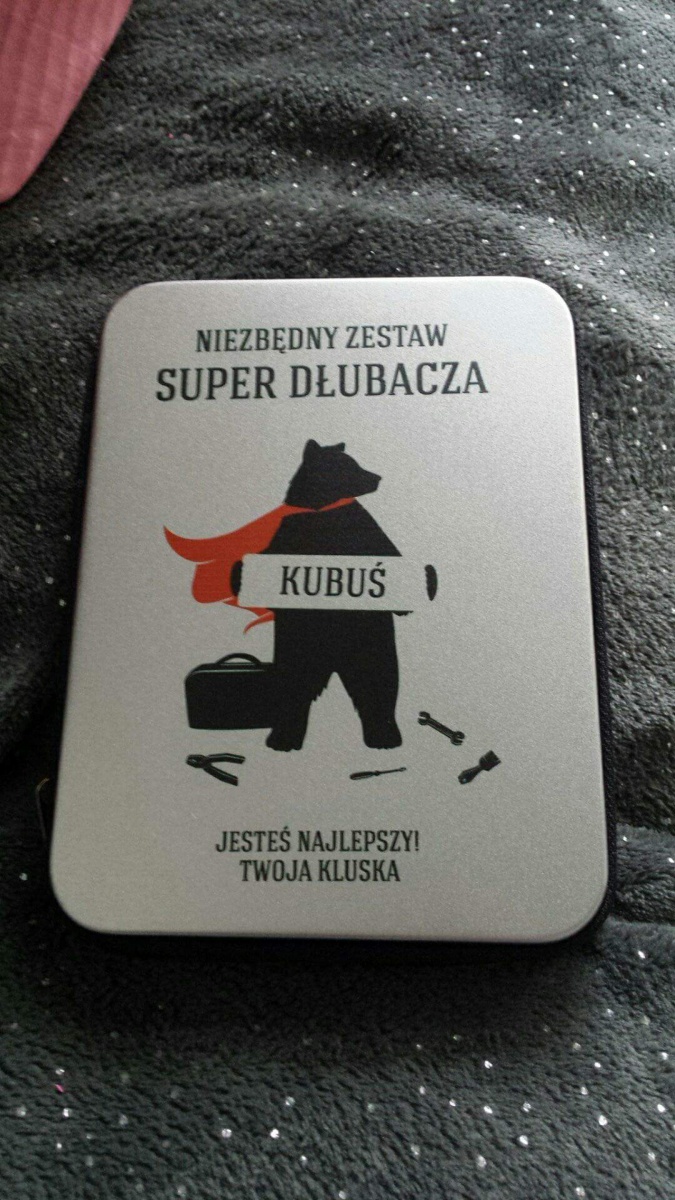 NIEZBĘDNY ZESTAW
SUPER DŁUBACZA
KUBUŚ
JESTEŚ NAJLEPSZY!
TWOJA KLUSKA